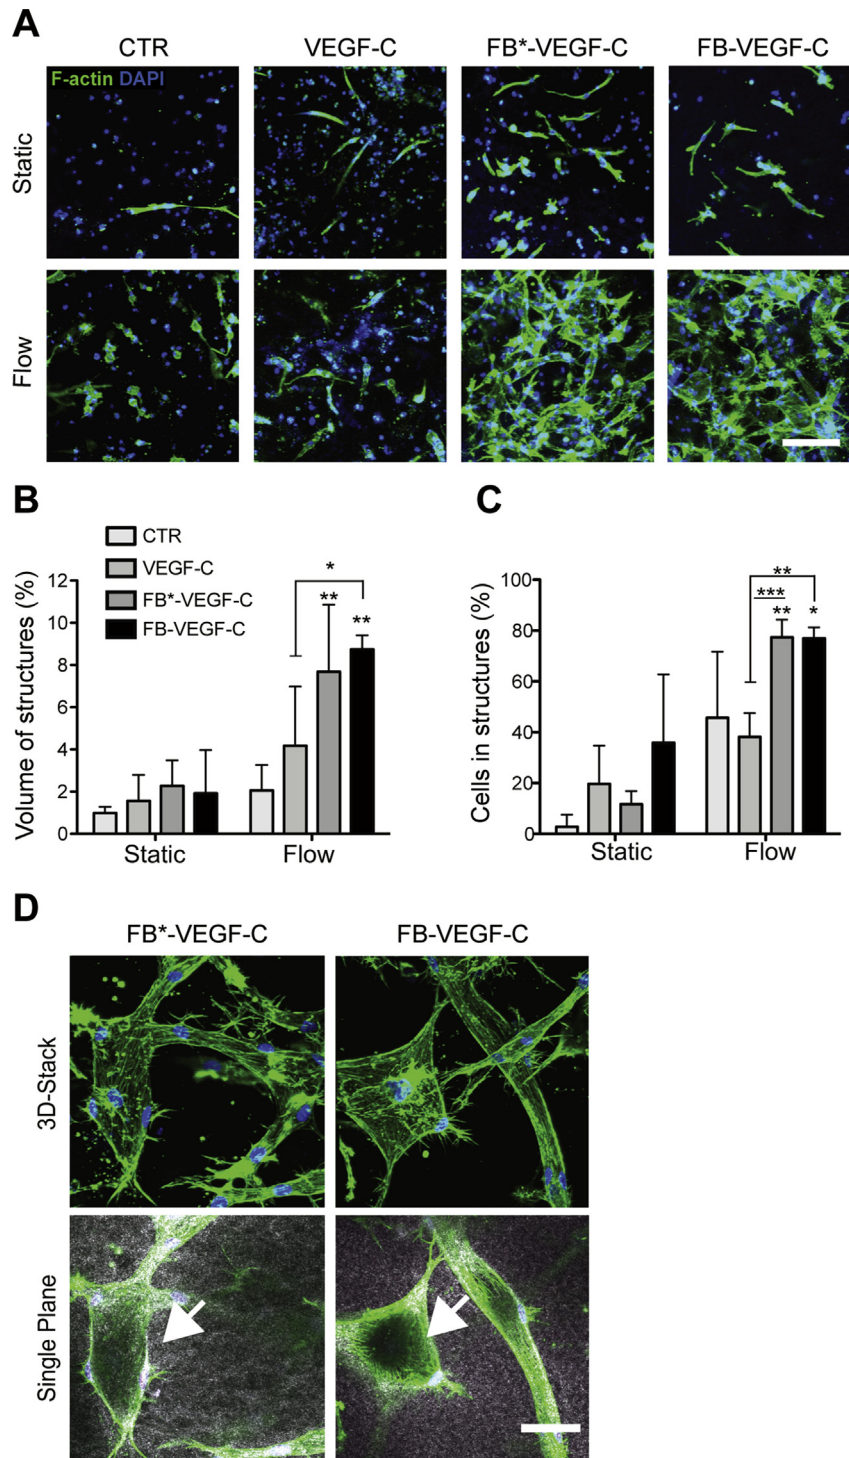 A
CTR VEGF-C FB*-VEGF-C FB-VEGF-C
F-actin DAPI
Static
Flow
B
CTR
VEGF-C
FB*-VEGF-C
FB-VEGF-C
Volume of structures (%)
12
10
8
6
4
2
0
*
**
**
Static Flow
C
Cells in structures (%)
100
80
60
40
20
0
**
***
** *
Static Flow
D
FB*-VEGF-C FB-VEGF-C
3D-Stack
Single Plane